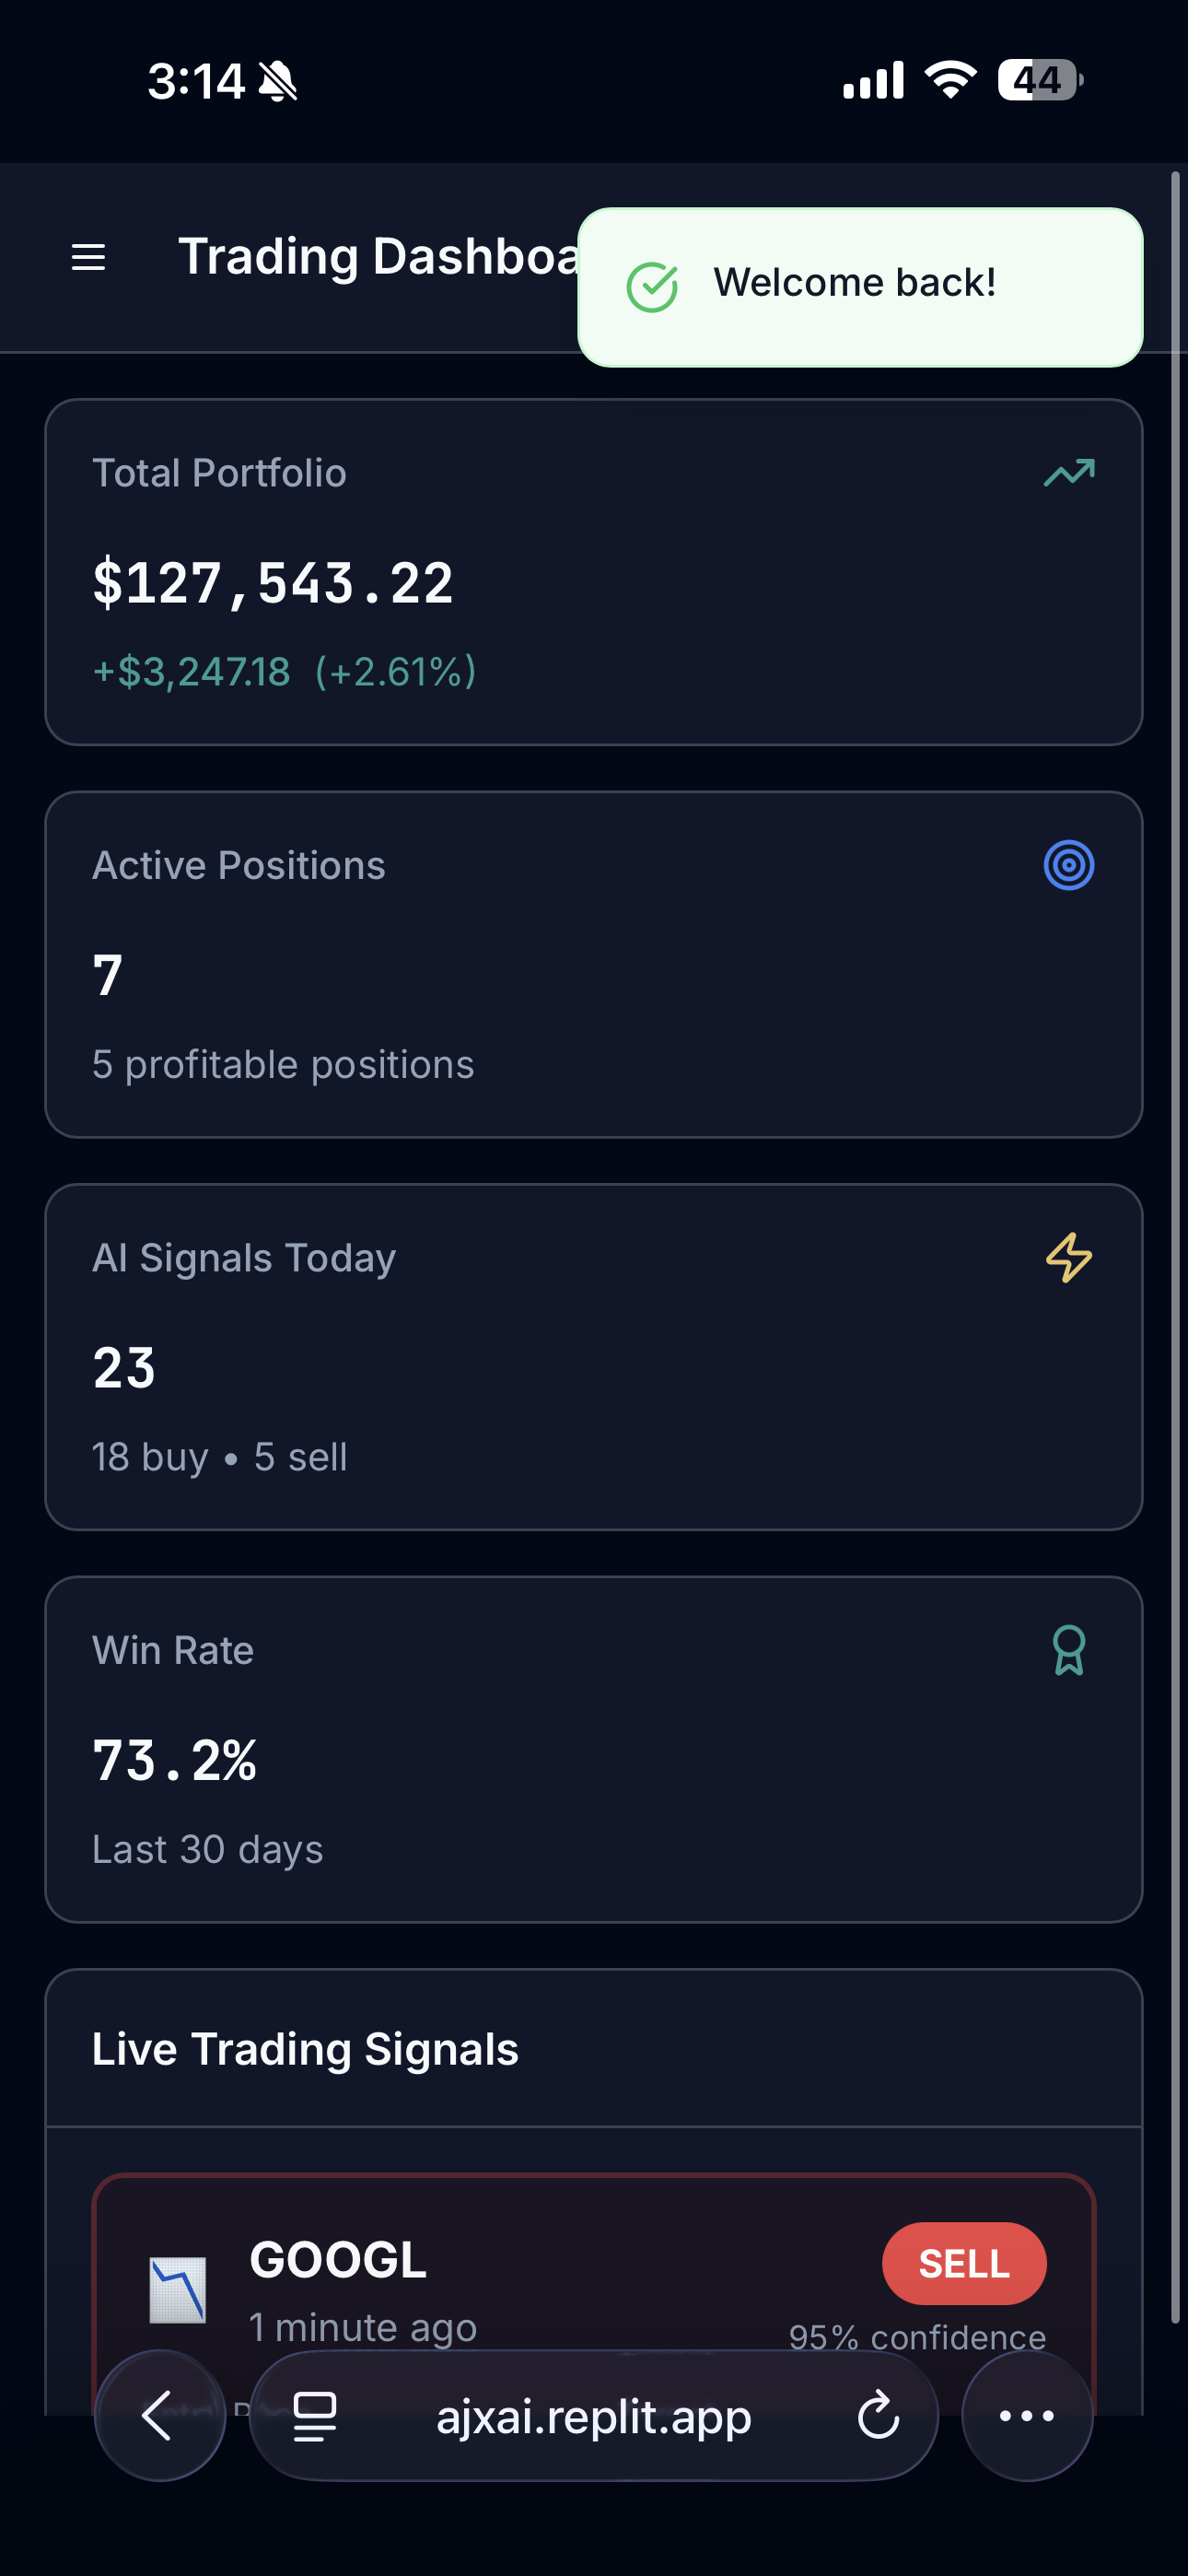 3:14
44
Trading Dashboa
Welcome back!
Total Portfolio
$127,543.22
+$3,247.18 (+2.61%)
Active Positions
7
5 profitable positions
AI Signals Today
23
18 buy • 5 sell
Win Rate
73.2%
Last 30 days
Live Trading Signals
GOOGL
SELL
1 minute ago
95% confidence
ajxai.replit.app